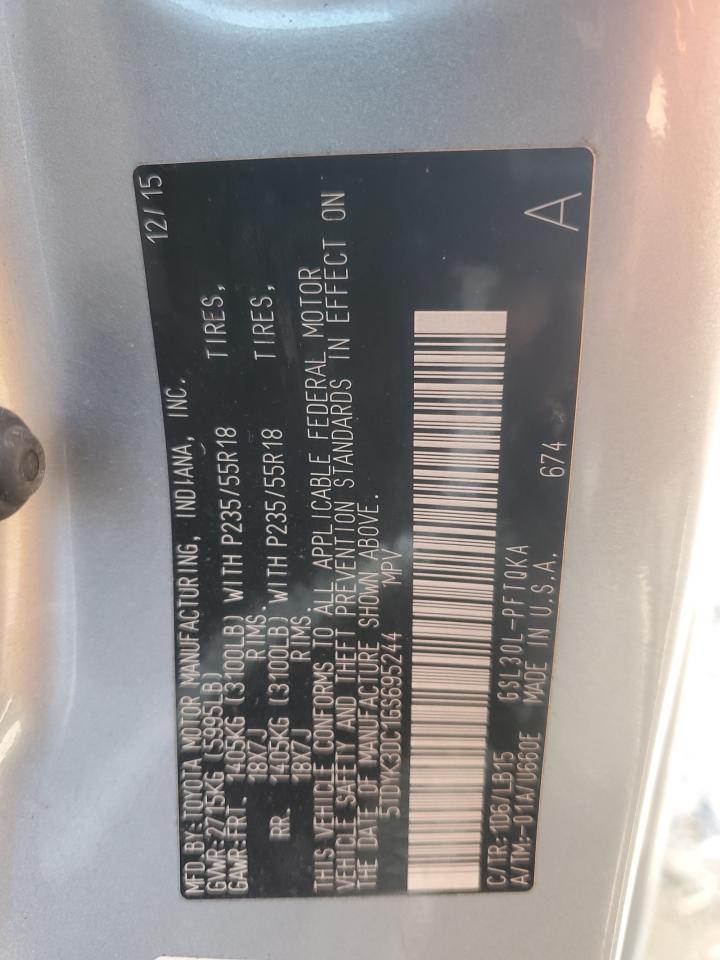 MFD BY: TOYOTA MOTOR MANUFACTURING, INDIANA, INC. 12/15
GVWR: 2715KG (5995LB)
GAWR: FRT - 1405KG (3100LB) WITH P235/55R18 TIRES,
18X7J RIMS.
RR. 1405KG (3100LB) WITH P235/55R18 TIRES,
18X7J RIMS.
THIS VEHICLE CONFORMS TO ALL APPLICABLE FEDERAL MOTOR
VEHICLE SAFETY AND THEFT PREVENTION STANDARDS IN EFFECT ON
THE DATE OF MANUFACTURE SHOWN ABOVE.
5TDYK3DC1GS695244 MPV
C/TR: 1D6/LB15 GSL30L-PFTQKA
A/TM: -01A/U660E MADE IN U.S.A. 674 A